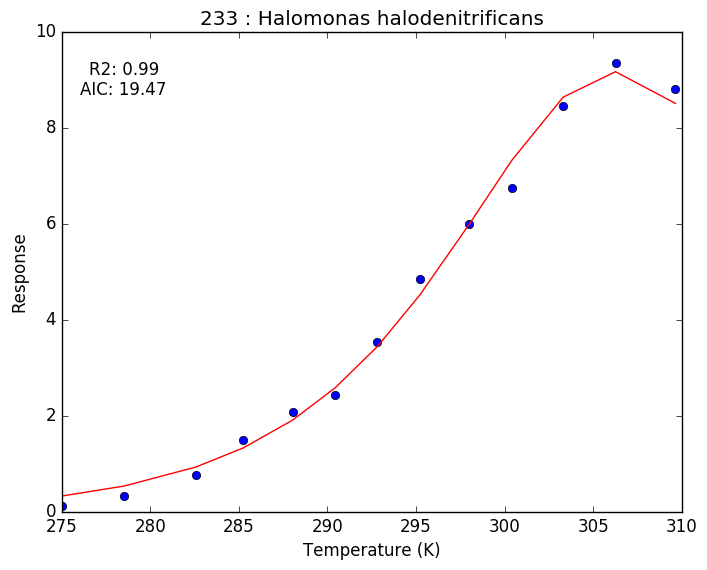 233 : Halomonas halodenitrificans
R2: 0.99
AIC: 19.47
Response
10
8
6
4
2
0
275 280 285 290 295 300 305 310
Temperature (K)